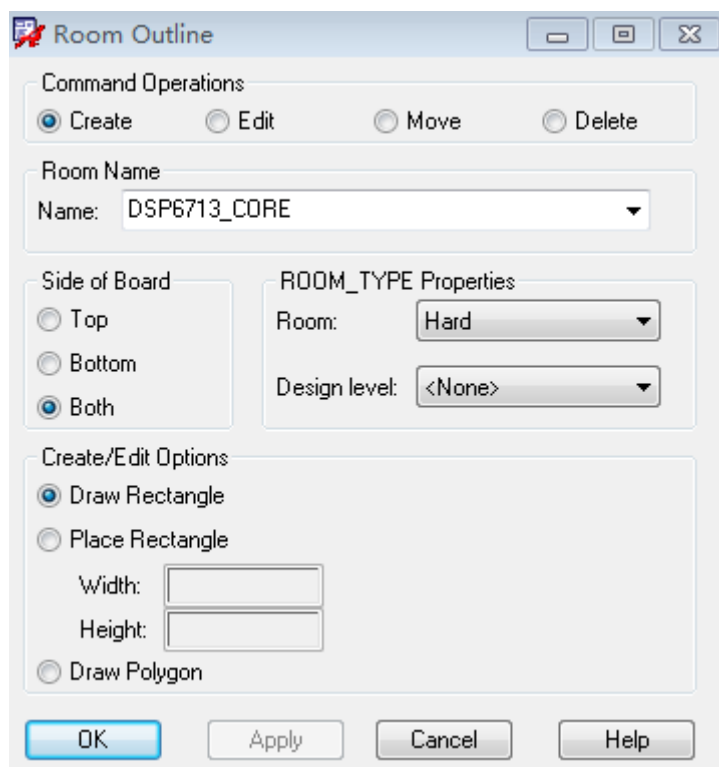 Room Outline
Command Operations
Create Edit Move Delete
Room Name
Name: DSP6713_CORE
Side of Board
Top
Bottom
Both
ROOM_TYPE Properties
Room: Hard
Design level: <None>
Create/Edit Options
Draw Rectangle
Place Rectangle
Width:
Height:
Draw Polygon
OK Apply Cancel Help